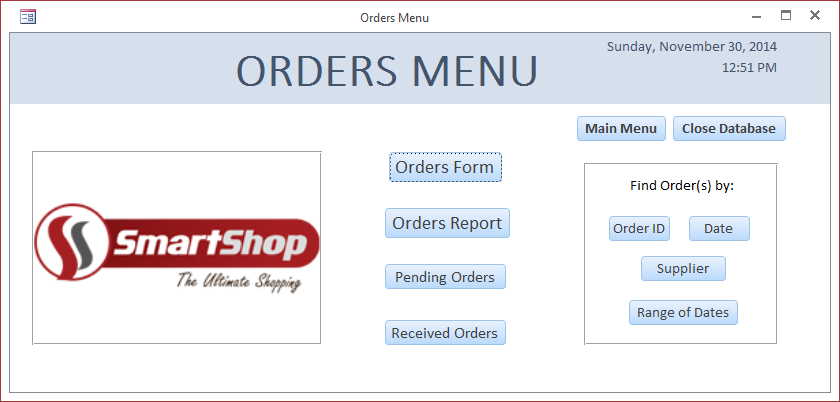 Orders Menu
ORDERS MENU
Sunday, November 30, 2014
12:51 PM
Main Menu
Close Database
SmartShop
The Ultimate Shopping
Orders Form
Orders Report
Pending Orders
Received Orders
Find Order(s) by:
Order ID
Date
Supplier
Range of Dates